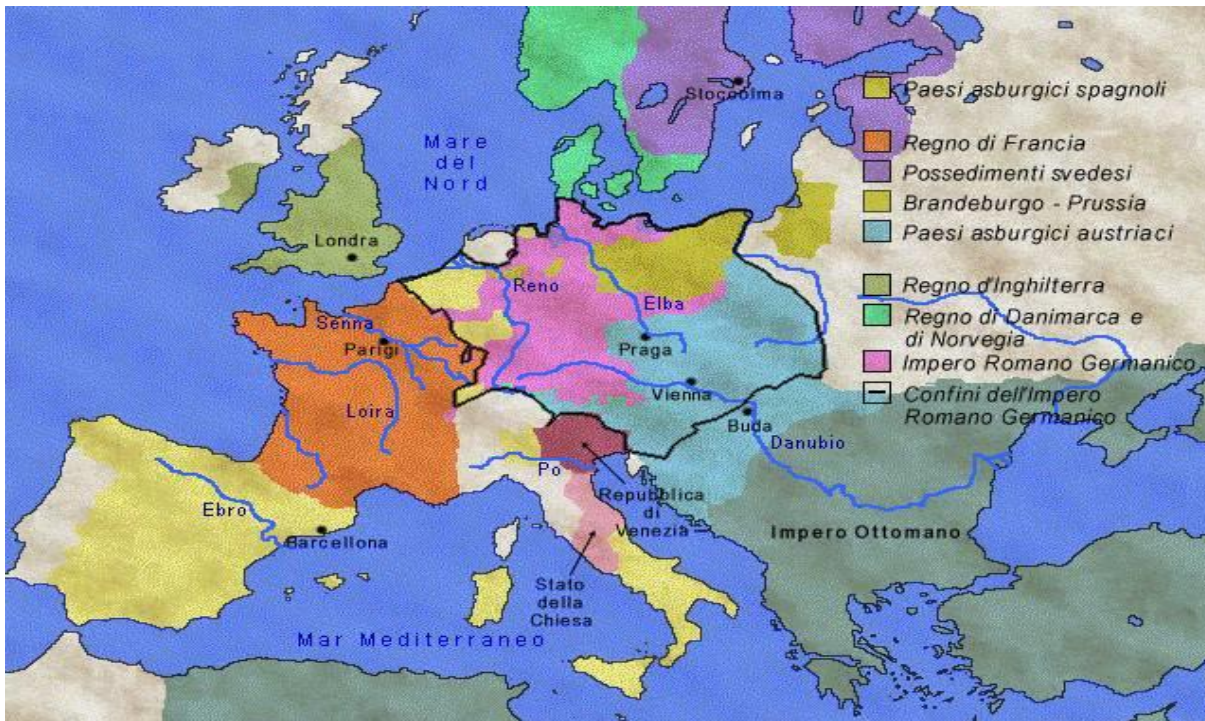 Stoccolma
Paesi asburgici spagnoli
Mare
del
Nord
Regno di Francia
Possedimenti svedesi
Brandeburgo - Prussia
Paesi asburgici austriaci
Londra
Regno d'Inghilterra
Regno di Danimarca e
di Norvegia
Impero Romano Germanico
Confini dell'Impero
Romano Germanico
Reno
Elba
Senna
Parigi
Praga
Loira
Vienna
Buda
Danubio
Po
Ebro
Barcellona
Repubblica
di
Venezia
Impero Ottomano
Stato
della
Chiesa
Mar Mediterraneo